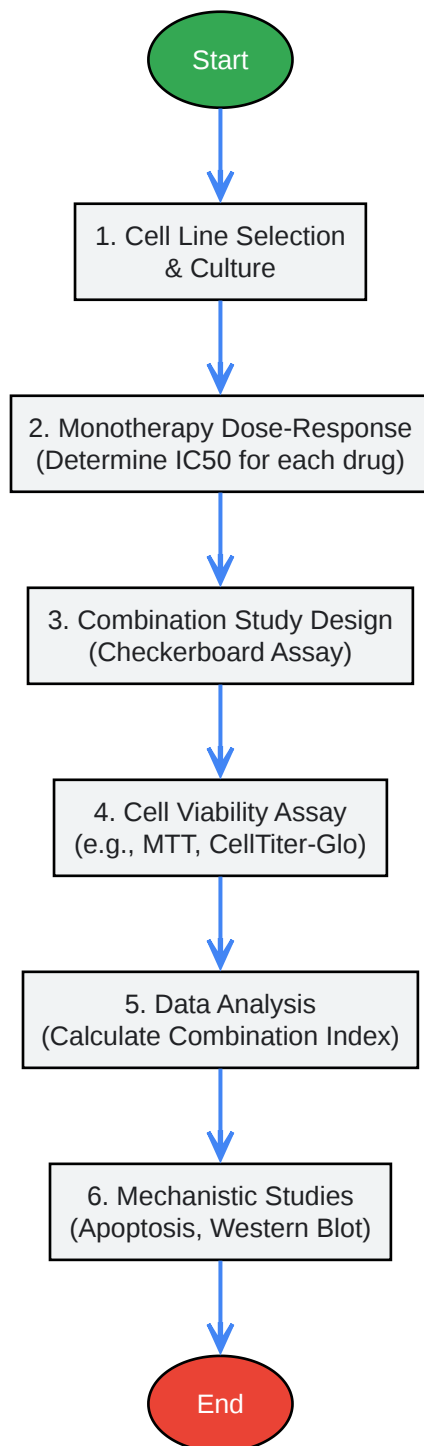 Start
1. Cell Line Selection
& Culture
2. Monotherapy Dose-Response
(Determine IC50 for each drug)
3. Combination Study Design
(Checkerboard Assay)
4. Cell Viability Assay
(e.g., MTT, CellTiter-Glo)
5. Data Analysis
(Calculate Combination Index)
6. Mechanistic Studies
(Apoptosis, Western Blot)
End